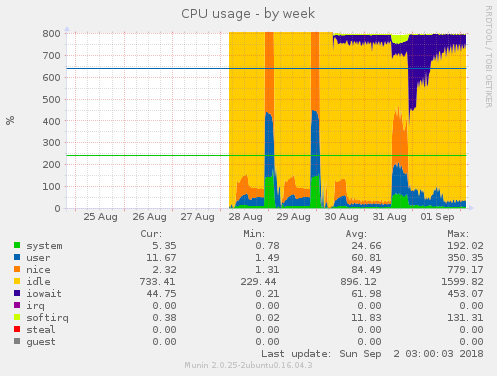 CPU usage - by week
RRDTOOL / TOBI OETIKER
%
800
700
600
500
400
300
200
100
0
25 Aug 26 Aug 27 Aug 28 Aug 29 Aug 30 Aug 31 Aug 01 Sep
Cur: Min: Avg: Max:
system 5.35 0.78 24.66 192.02
user 11.67 1.49 60.81 350.35
nice 2.32 1.31 84.49 779.17
idle 733.41 229.44 896.12 1599.82
iowait 44.75 0.21 61.98 453.07
irq 0.00 0.00 0.00 0.00
softirq 0.38 0.02 11.83 131.31
steal 0.00 0.00 0.00 0.00
guest 0.00 0.00 0.00 0.00
Last update: Sun Sep 2 03:00:03 2018
Munin 2.0.25-2ubuntu0.16.04.3